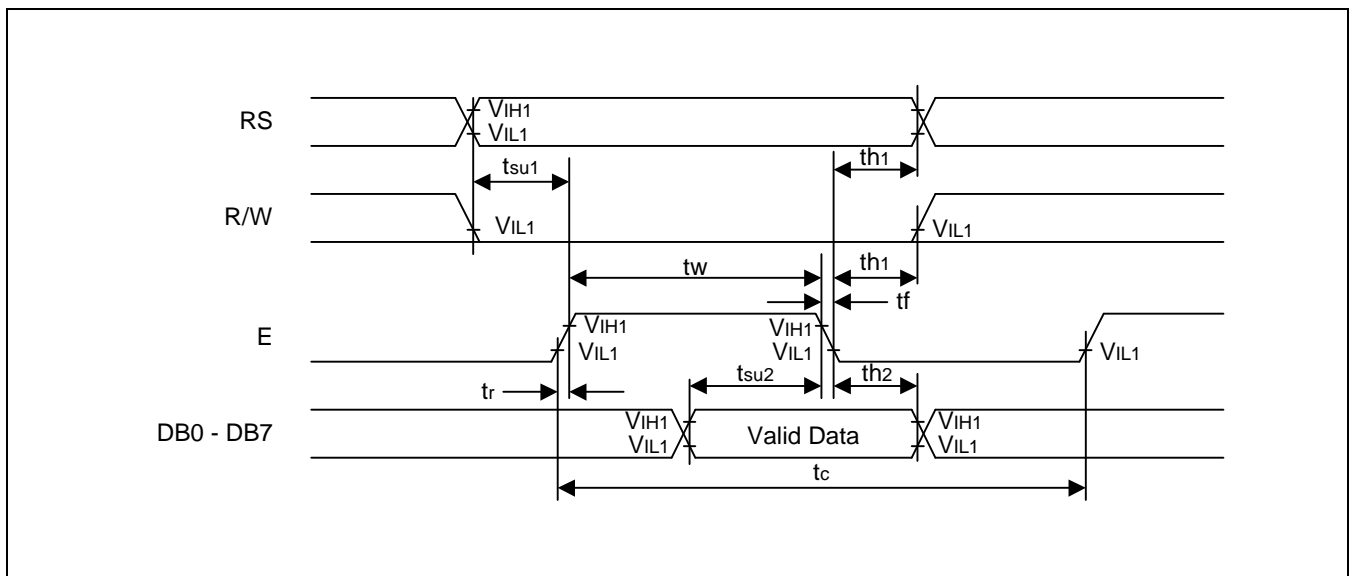 RS
VIH1
VIL1
tsu1
th1
R/W
VIL1
VIL1
tw
th1
tf
E
VIH1
VIL1
VIH1
VIL1
VIL1
tr
tsu2
th2
DB0 - DB7
VIH1
VIL1
Valid Data
VIH1
VIL1
tc